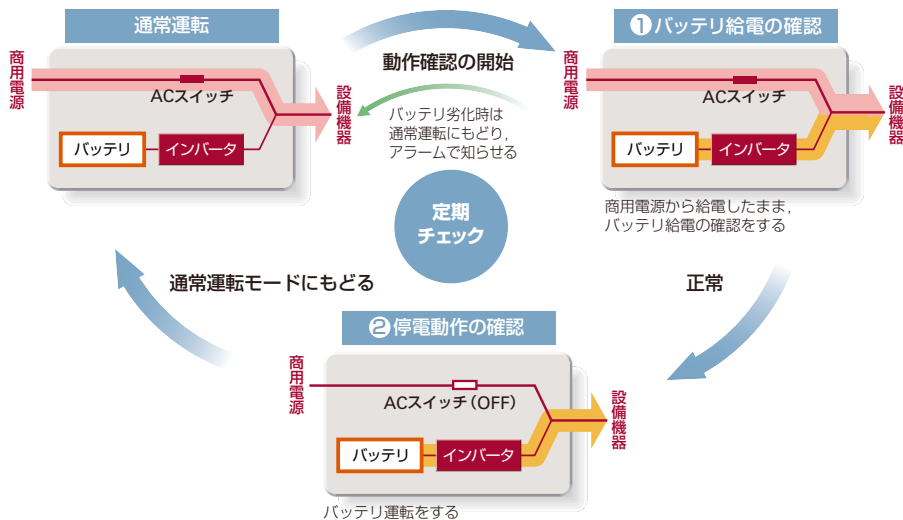 通常運転
商用電源
ACスイッチ
バッテリ
インバータ
設備機器
動作確認の開始
バッテリ劣化時は
通常運転にもどり,
アラームで知らせる
❶バッテリ給電の確認
商用電源
ACスイッチ
バッテリ
インバータ
設備機器
商用電源から給電したまま,
バッテリ給電の確認をする
定期
チェック
通常運転モードにもどる
正常
❷停電動作の確認
商用電源
ACスイッチ(OFF)
バッテリ
インバータ
設備機器
バッテリ運転をする